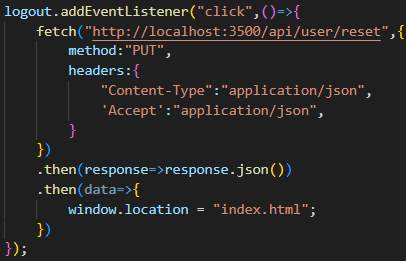 logout.addEventListener("click",()=>{
fetch("http://localhost:3500/api/user/reset",{
method:"PUT",
headers:{
"Content-Type":"application/json",
'Accept':"application/json",
}
})
.then(response=>response.json())
.then(data=>{
window.location = "index.html";
})
});